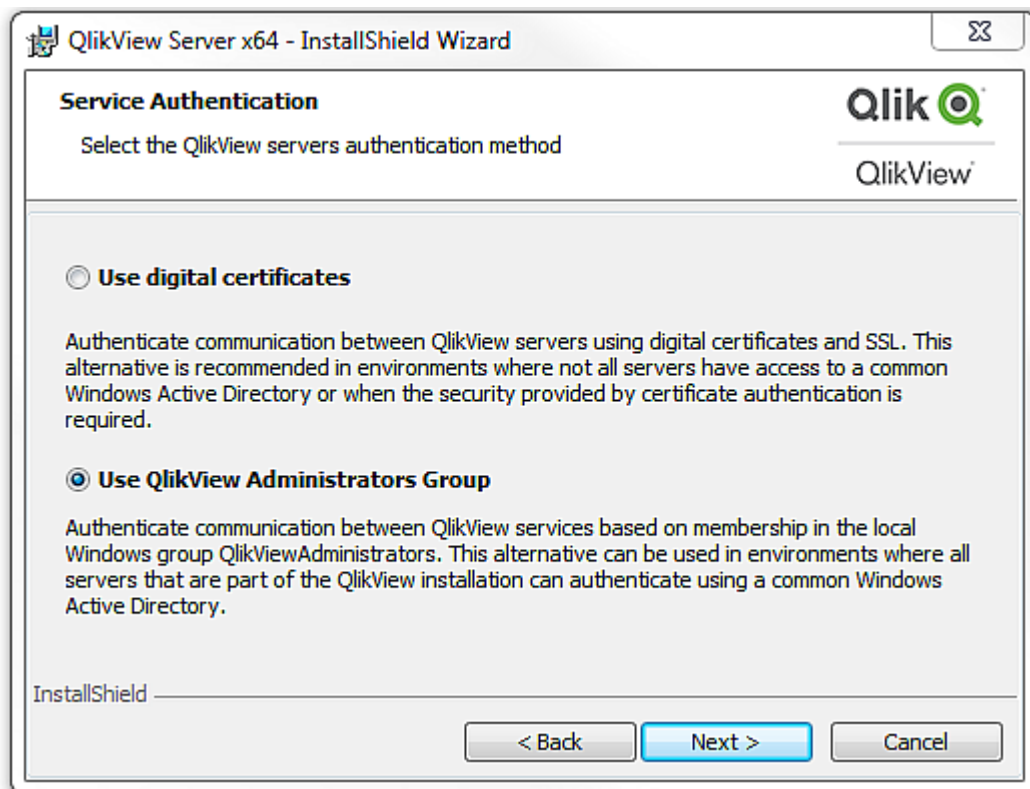 QlikView Server x64 - InstallShield Wizard
Service Authentication
Select the QlikView servers authentication method
Qlik
QlikView
Use digital certificates
Authenticate communication between QlikView servers using digital certificates and SSL. This
alternative is recommended in environments where not all servers have access to a common
Windows Active Directory or when the security provided by certificate authentication is
required.
Use QlikView Administrators Group
Authenticate communication between QlikView services based on membership in the local
Windows group QlikViewAdministrators. This alternative can be used in environments where all
servers that are part of the QlikView installation can authenticate using a common Windows
Active Directory.
InstallShield
< Back
Next >
Cancel